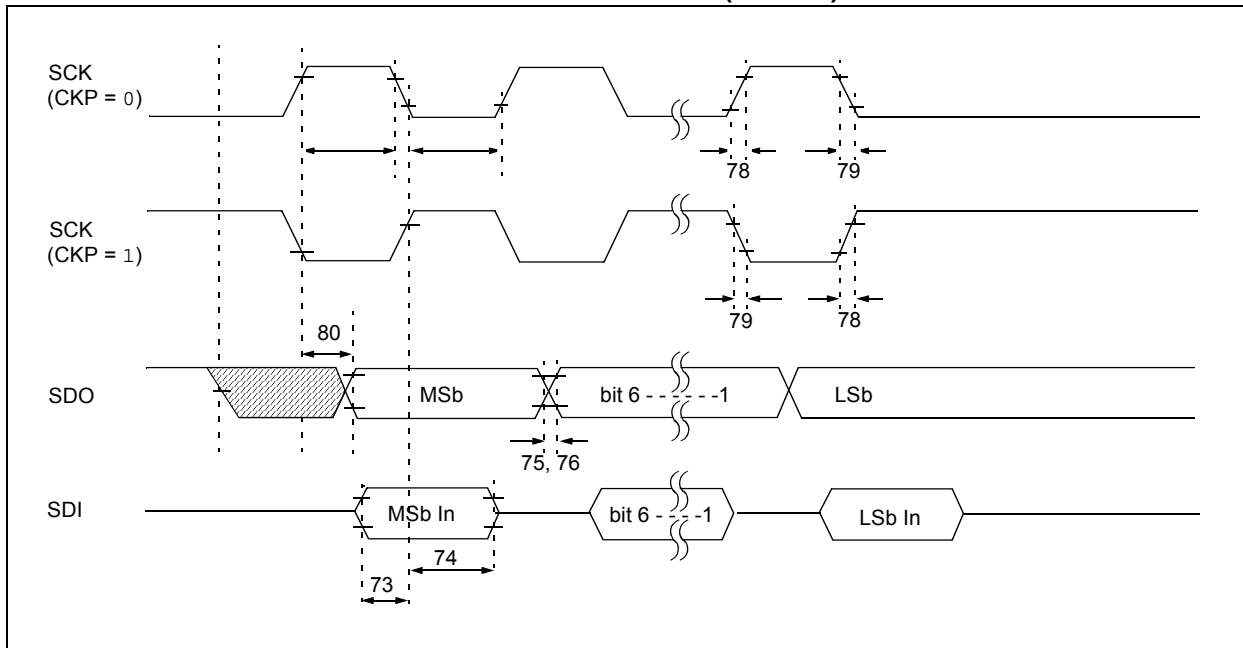 SCK
(CKP = 0)
78
79
SCK
(CKP = 1)
79
78
80
SDO
MSb
bit 6 - - - - - -1
LSb
75, 76
SDI
MSb In
bit 6 - - - -1
LSb In
74
73